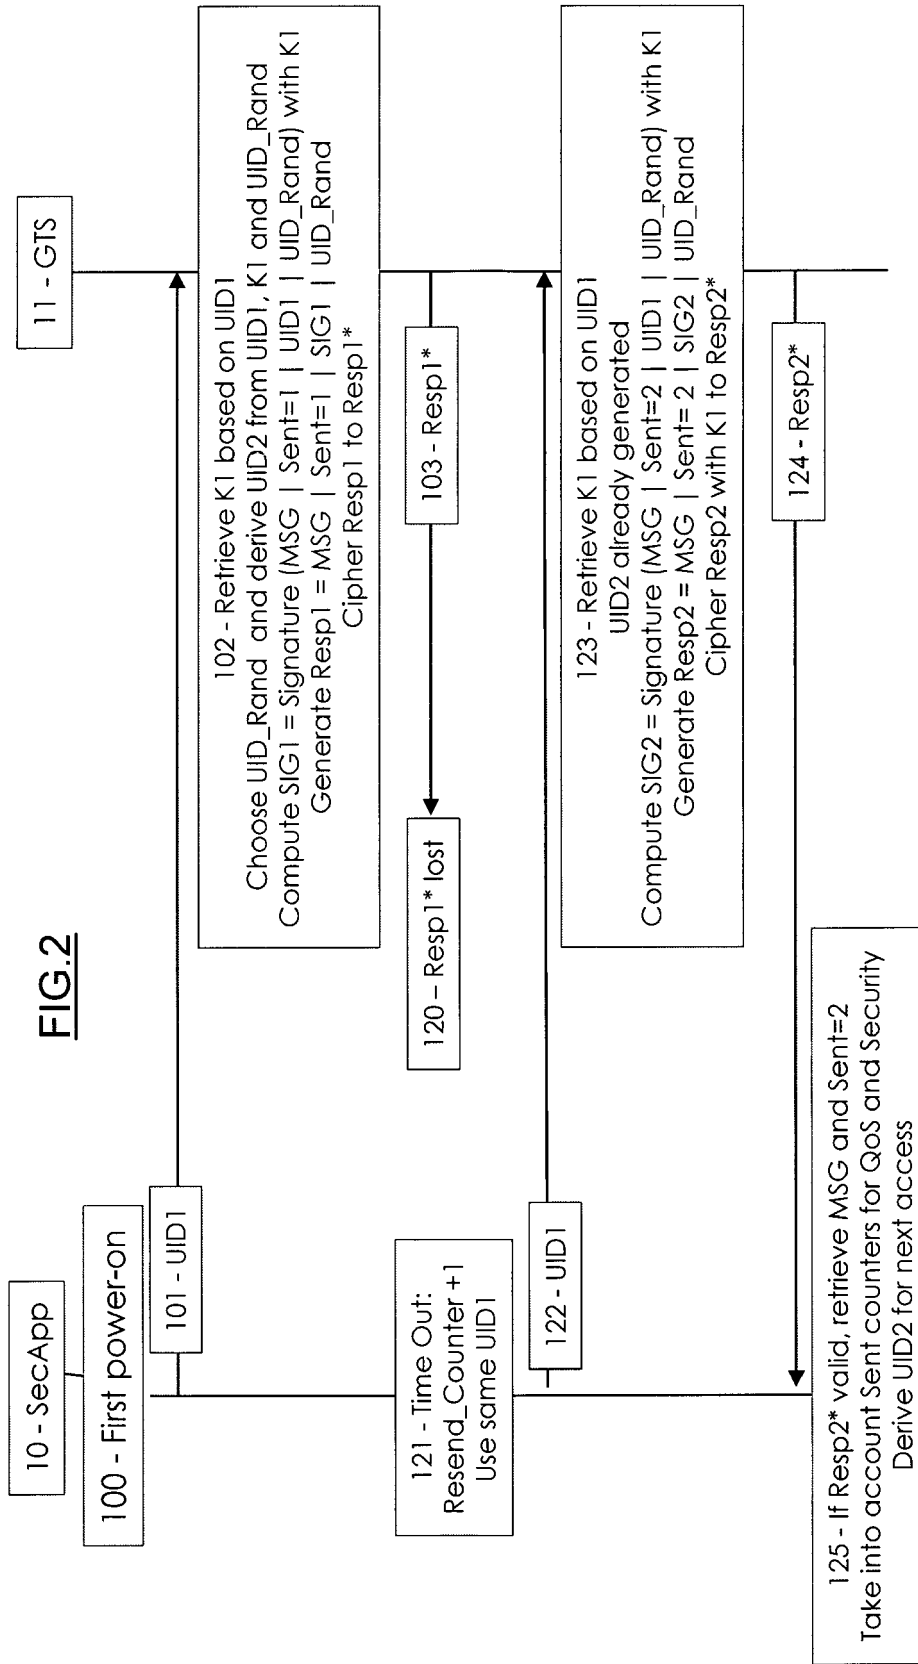 FIG.2
10 - SecApp
11 - GTS
100 - First power-on
101 - UID1
102 - Retrieve K1 based on UID1
Choose UID_Rand and derive UID2 from UID1, K1 and UID_Rand
Compute SIG1 = Signature (MSG | Sent=1 | UID1 | UID_Rand) with K1
Generate Resp1 = MSG | Sent=1 | SIG1 | UID_Rand
Cipher Resp1 to Resp1*
103 - Resp1*
120 – Resp1* lost
121 - Time Out:
Resend_Counter +1
Use same UID1
122 - UID1
123 - Retrieve K1 based on UID1
UID2 already generated
Compute SIG2 = Signature (MSG | Sent=2 | UID1 | UID_Rand) with K1
Generate Resp2 = MSG | Sent= 2 | SIG2 | UID_Rand
Cipher Resp2 with K1 to Resp2*
124 - Resp2*
125 - If Resp2* valid, retrieve MSG and Sent=2
Take into account Sent counters for QoS and Security
Derive UID2 for next access